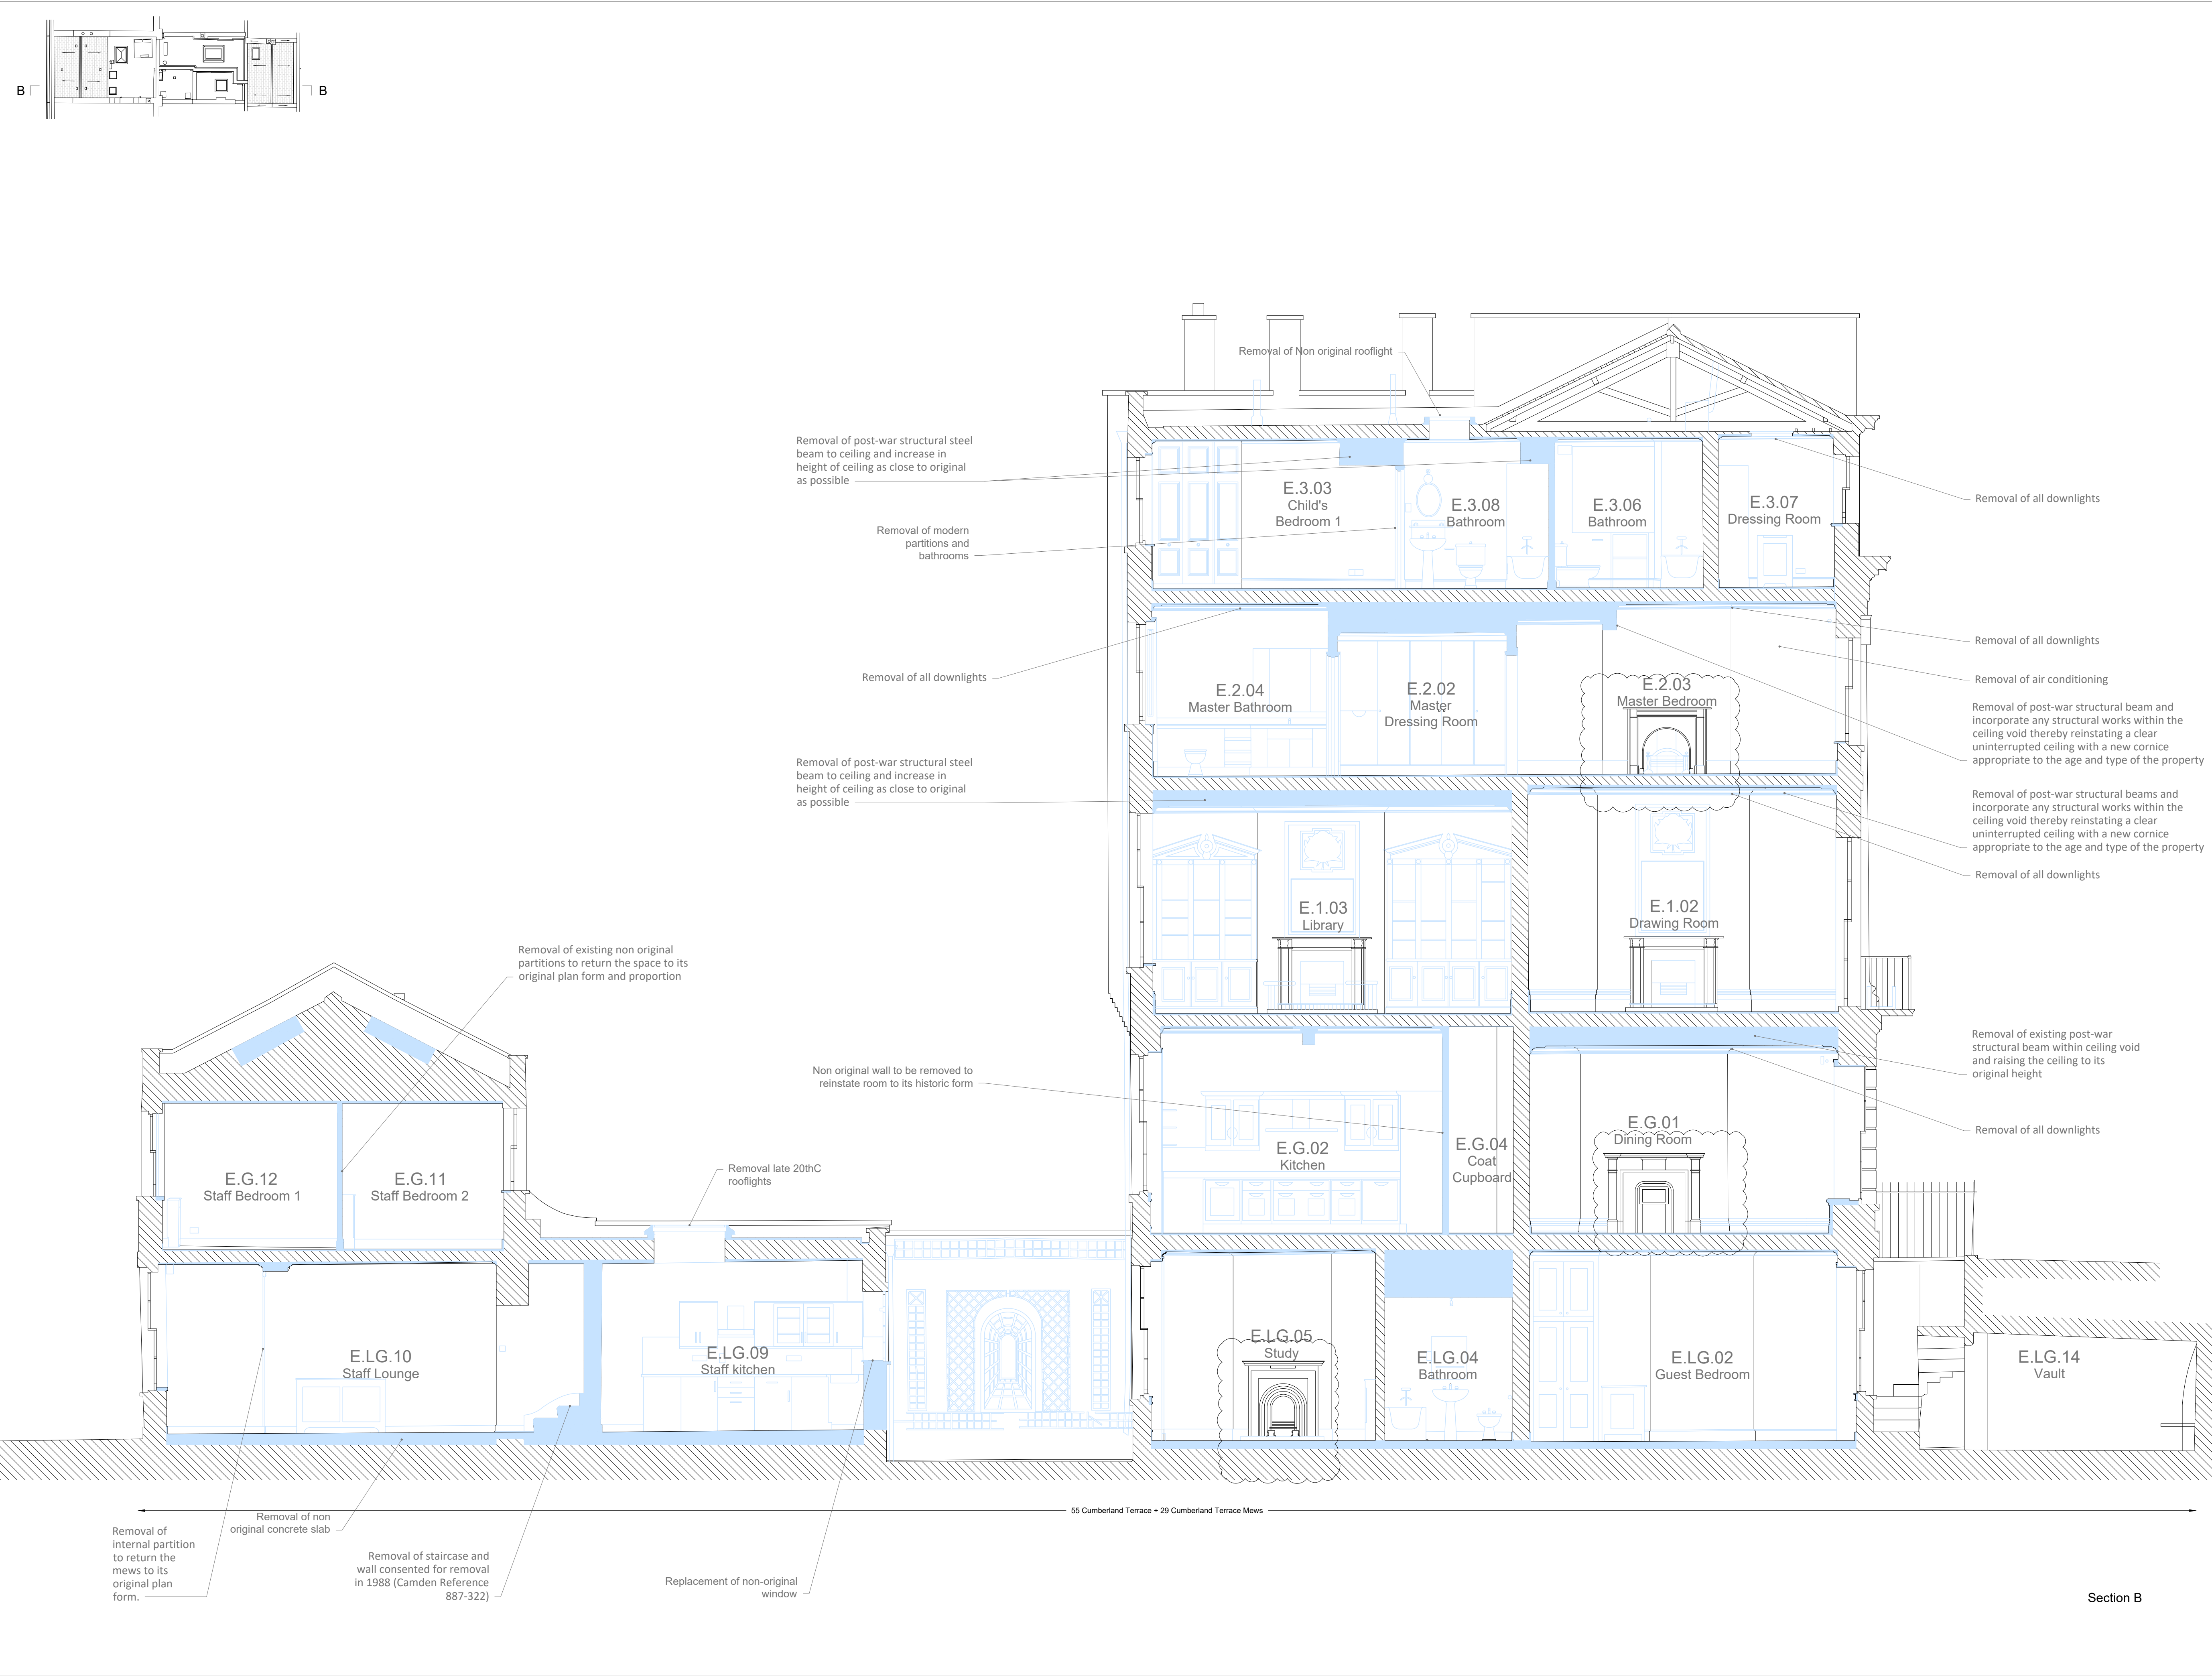 B
B
Removal of Non original rooflight
Removal of post-war structural steel
beam to ceiling and increase in
height of ceiling as close to original
as possible
E.3.03
Child's
Bedroom 1
E.3.08
Bathroom
E.3.06
Bathroom
E.3.07
Dressing Room
Removal of all downlights
Removal of modern
partitions and
bathrooms
Removal of all downlights
E.2.04
Master Bathroom
E.2.02
Master
Dressing Room
E.2.03
Master Bedroom
Removal of all downlights
Removal of air conditioning
Removal of post-war structural beam and
incorporate any structural works within the
ceiling void thereby reinstating a clear
uninterrupted ceiling with a new cornice
appropriate to the age and type of the property
Removal of post-war structural steel
beam to ceiling and increase in
height of ceiling as close to original
as possible
Removal of post-war structural beams and
incorporate any structural works within the
ceiling void thereby reinstating a clear
uninterrupted ceiling with a new cornice
appropriate to the age and type of the property
Removal of all downlights
E.1.03
Library
E.1.02
Drawing Room
Removal of existing non original
partitions to return the space to its
original plan form and proportion
Removal of existing post-war
structural beam within ceiling void
and raising the ceiling to its
original height
Non original wall to be removed to
reinstate room to its historic form
E.G.02
Kitchen
E.G.04
Coat
Cupboard
E.G.01
Dining Room
Removal of all downlights
E.G.12
Staff Bedroom 1
E.G.11
Staff Bedroom 2
Removal late 20thC
rooflights
E.LG.10
Staff Lounge
E.LG.09
Staff kitchen
E.LG.05
Study
E.LG.04
Bathroom
E.LG.02
Guest Bedroom
E.LG.14
Vault
55 Cumberland Terrace + 29 Cumberland Terrace Mews
Removal of
internal partition
to return the
mews to its
original plan
form.
Removal of non
original concrete slab
Removal of staircase and
wall consented for removal
in 1988 (Camden Reference
887-322)
Replacement of non-original
window
Section B